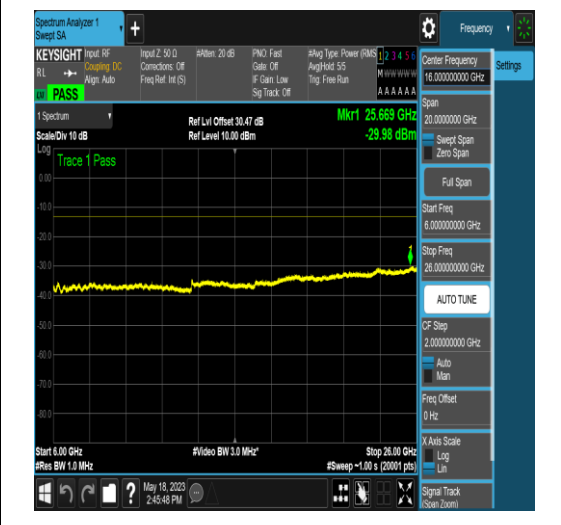 Spectrum Analyzer 1
Swept SA
Frequency
KEYSIGHT
RL
Input: RF
Coupling: DC
Align: Auto
Input Z: 50 Ω
Corrections: Off
Freq Ref: Int (S)
#Atten: 20 dB
PNO: Fast
Gate: Off
IF Gain: Low
Sig Track: Off
#Avg Type: Power (RMS
Avg|Hold: 5/5
Trig: Free Run
1 2 3 4 5 6
M W W W W W
A A A A A A
PASS
1 Spectrum
Scale/Div 10 dB
Ref Lvl Offset 30.47 dB
Ref Level 10.00 dBm
Mkr1 25.669 GHz
-29.98 dBm
Log
Trace 1 Pass
1
0.00
-10.0
-20.0
-30.0
-40.0
-50.0
-60.0
-70.0
-80.0
Start 6.00 GHz
#Res BW 1.0 MHz
#Video BW 3.0 MHz*
Stop 26.00 GHz
#Sweep ~1.00 s (20001 pts)
May 18, 2023
2:45:48 PM
Center Frequency
16.000000000 GHz
Settings
Span
20.0000000 GHz
Swept Span
Zero Span
Full Span
Start Freq
6.000000000 GHz
Stop Freq
26.000000000 GHz
AUTO TUNE
CF Step
2.000000000 GHz
Auto
Man
Freq Offset
0 Hz
X Axis Scale
Log
Lin
Signal Track
(Span Zoom)